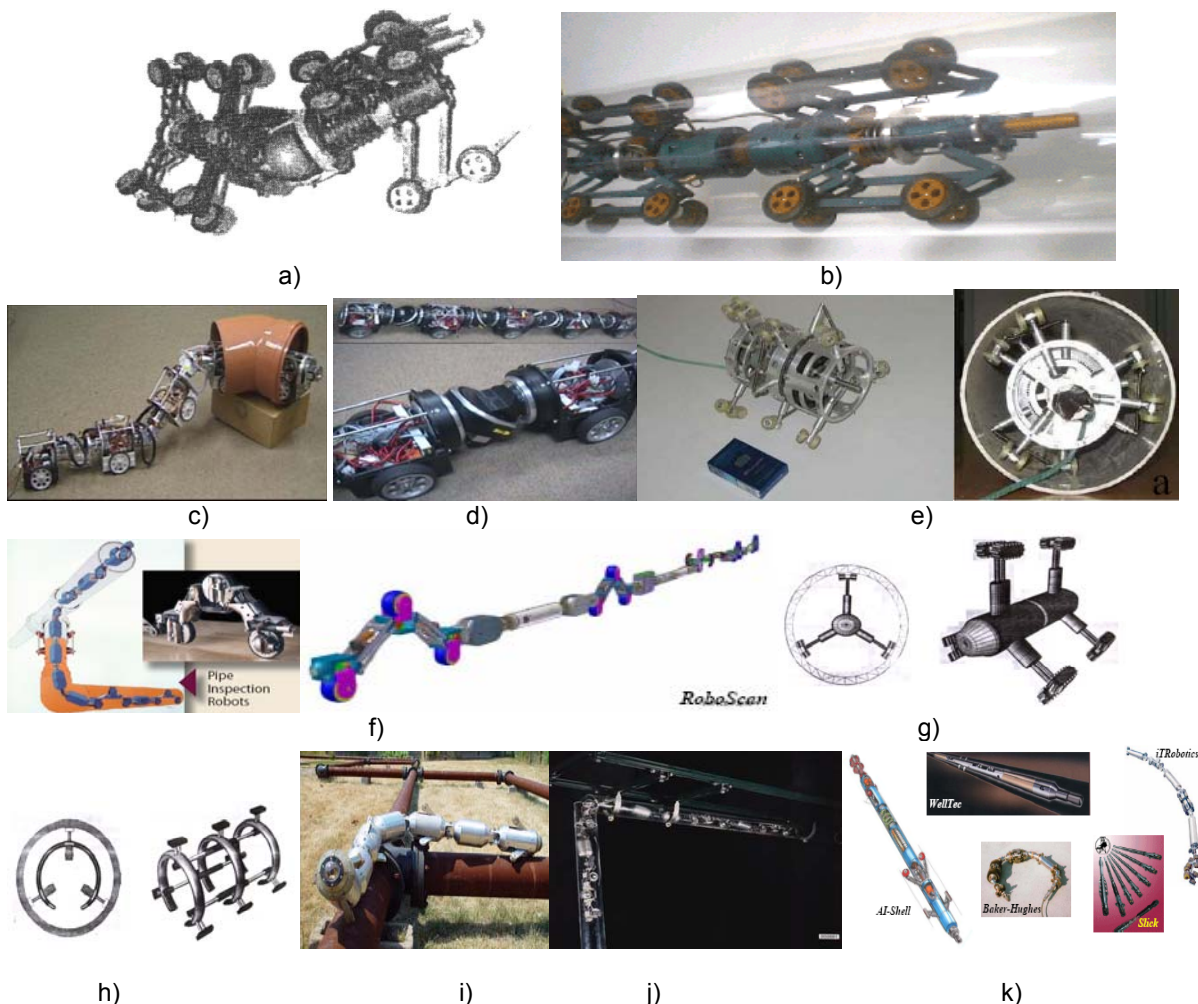 a)
b)
c)
d)
a
e)
Pipe
Inspection
Robots
RoboScan
f)
g)
iTRobotics
WellTec
AI-Shell
Baker-Hughes
Slick
h)
i)
j)
k)